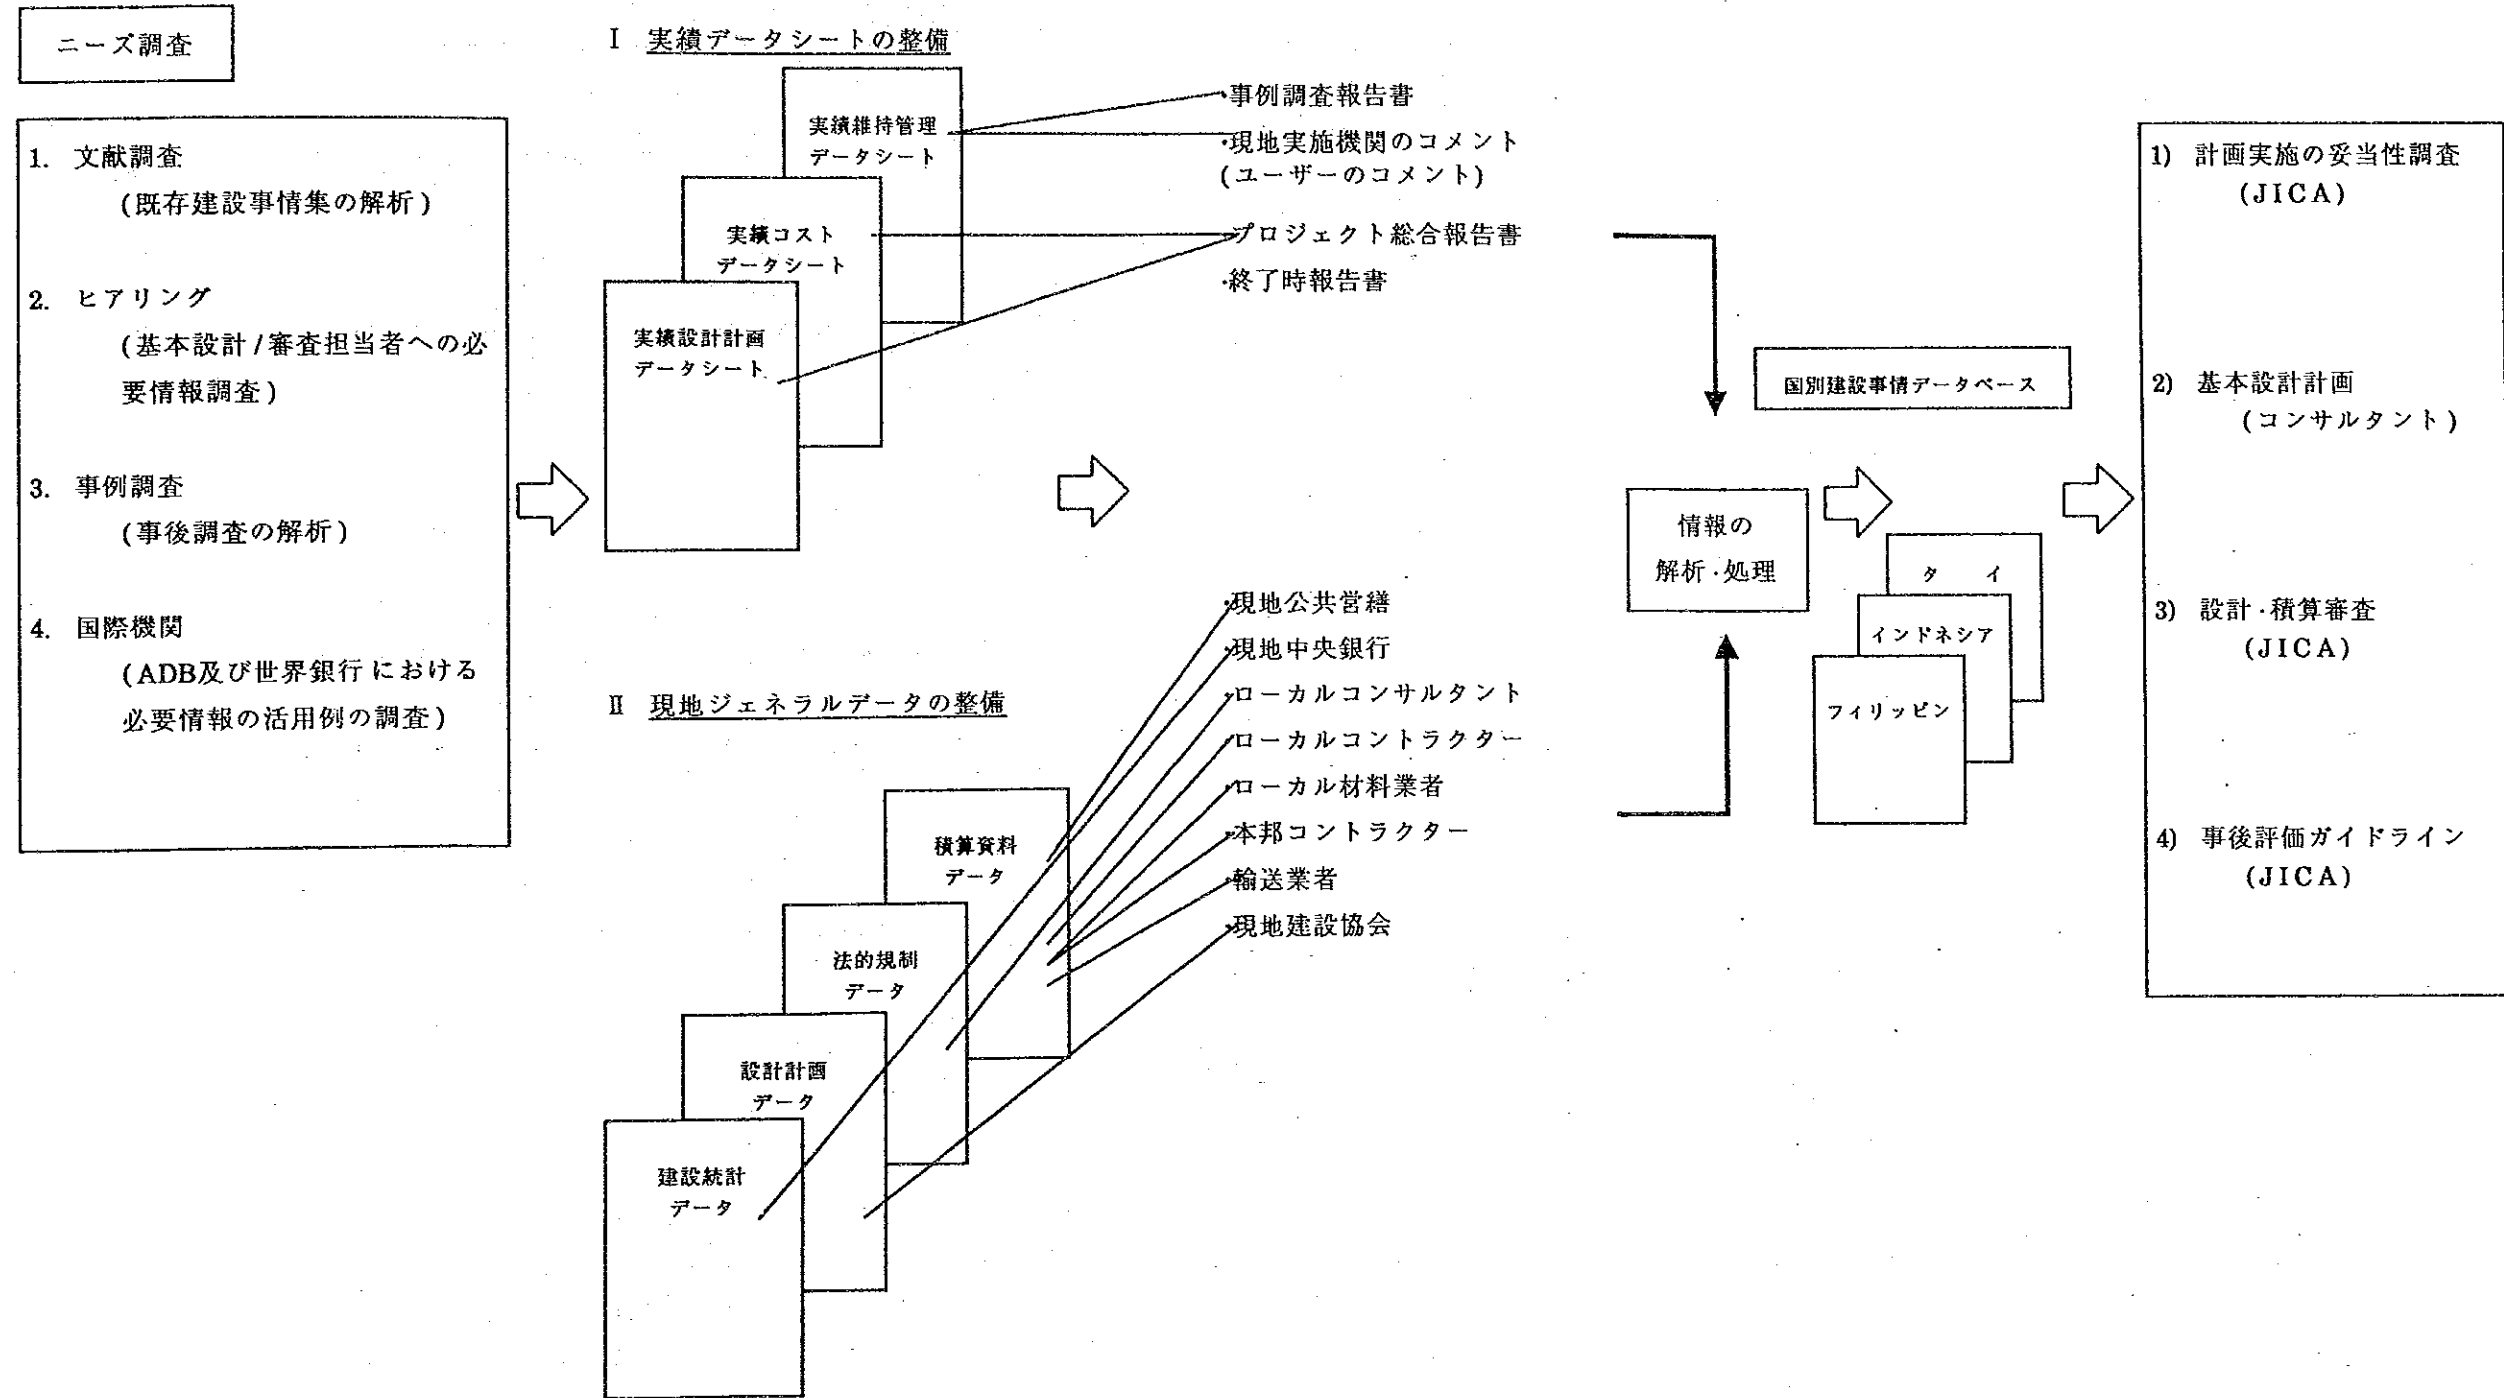 ニーズ調査
1. 文献調査
(既存建設事情集の解析)
2. ヒアリング
(基本設計/審査担当者への必
要情報調査)
3. 事例調査
(事後調査の解析)
4. 国際機関
(ADB及び世界銀行における
必要情報の活用例の調査)
I 実績データシートの整備
実績維持管理
データシート
実績コスト
データシート
実績設計計画
データシート
・事例調査報告書
・現地実施機関のコメント
(ユーザーのコメント)
・プロジェクト総合報告書
・終了時報告書
II 現地ジェネラルデータの整備
積算資料
データ
法的規制
データ
設計計画
データ
建設統計
データ
・現地公共営繕
・現地中央銀行
・ローカルコンサルタント
・ローカルコントラクター
・ローカル材料業者
・本邦コントラクター
・輸送業者
・現地建設協会
情報の
解析・処理
国別建設事情データベース
タイ
インドネシア
フィリッピン
1) 計画実施の妥当性調査
(JICA)
2) 基本設計計画
(コンサルタント)
3) 設計・積算審査
(JICA)
4) 事後評価ガイドライン
(JICA)